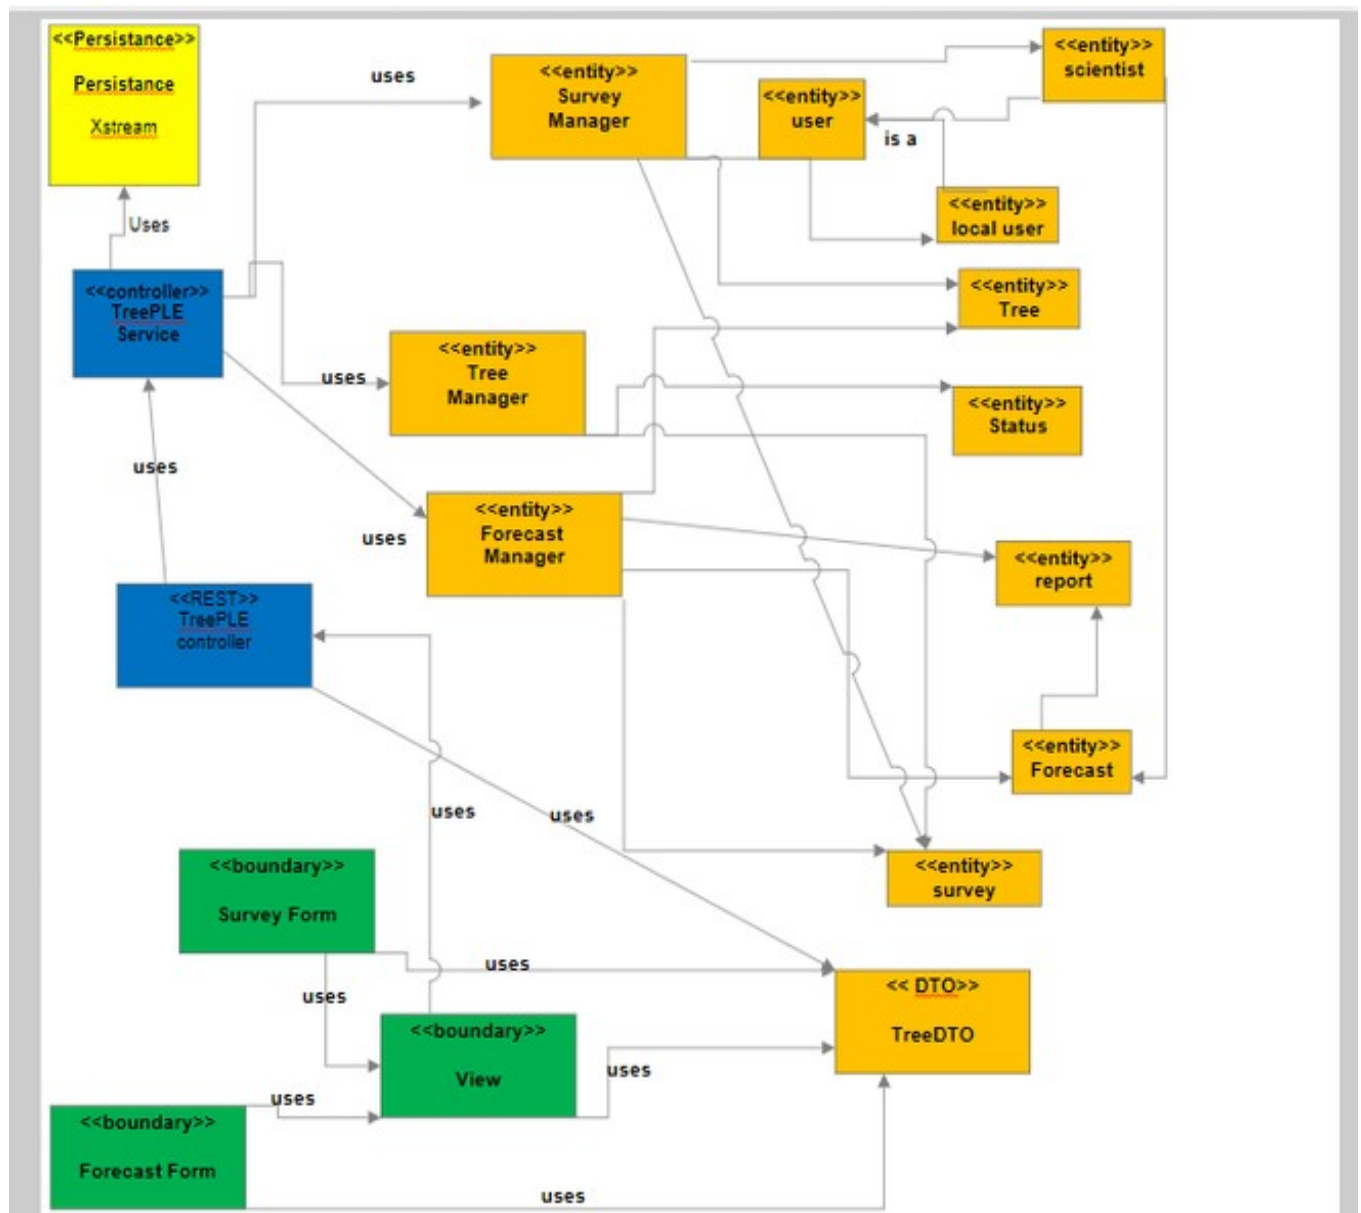 <<Persistance>>
Persistance
Xstream
uses
<<entity>>
Survey
Manager
<<entity>>
user
<<entity>>
scientist
is a
<<entity>>
local user
Uses
<<controller>>
TreePLE
Service
<<entity>>
Tree
uses
<<entity>>
Tree
Manager
<<entity>>
Status
uses
<<entity>>
Forecast
Manager
uses
<<entity>>
report
<<REST>>
TreePLE
controller
<<entity>>
Forecast
uses
uses
<<boundary>>
Survey Form
<<entity>>
survey
uses
uses
<< DTO>>
TreeDTO
<<boundary>>
View
uses
uses
<<boundary>>
Forecast Form
uses